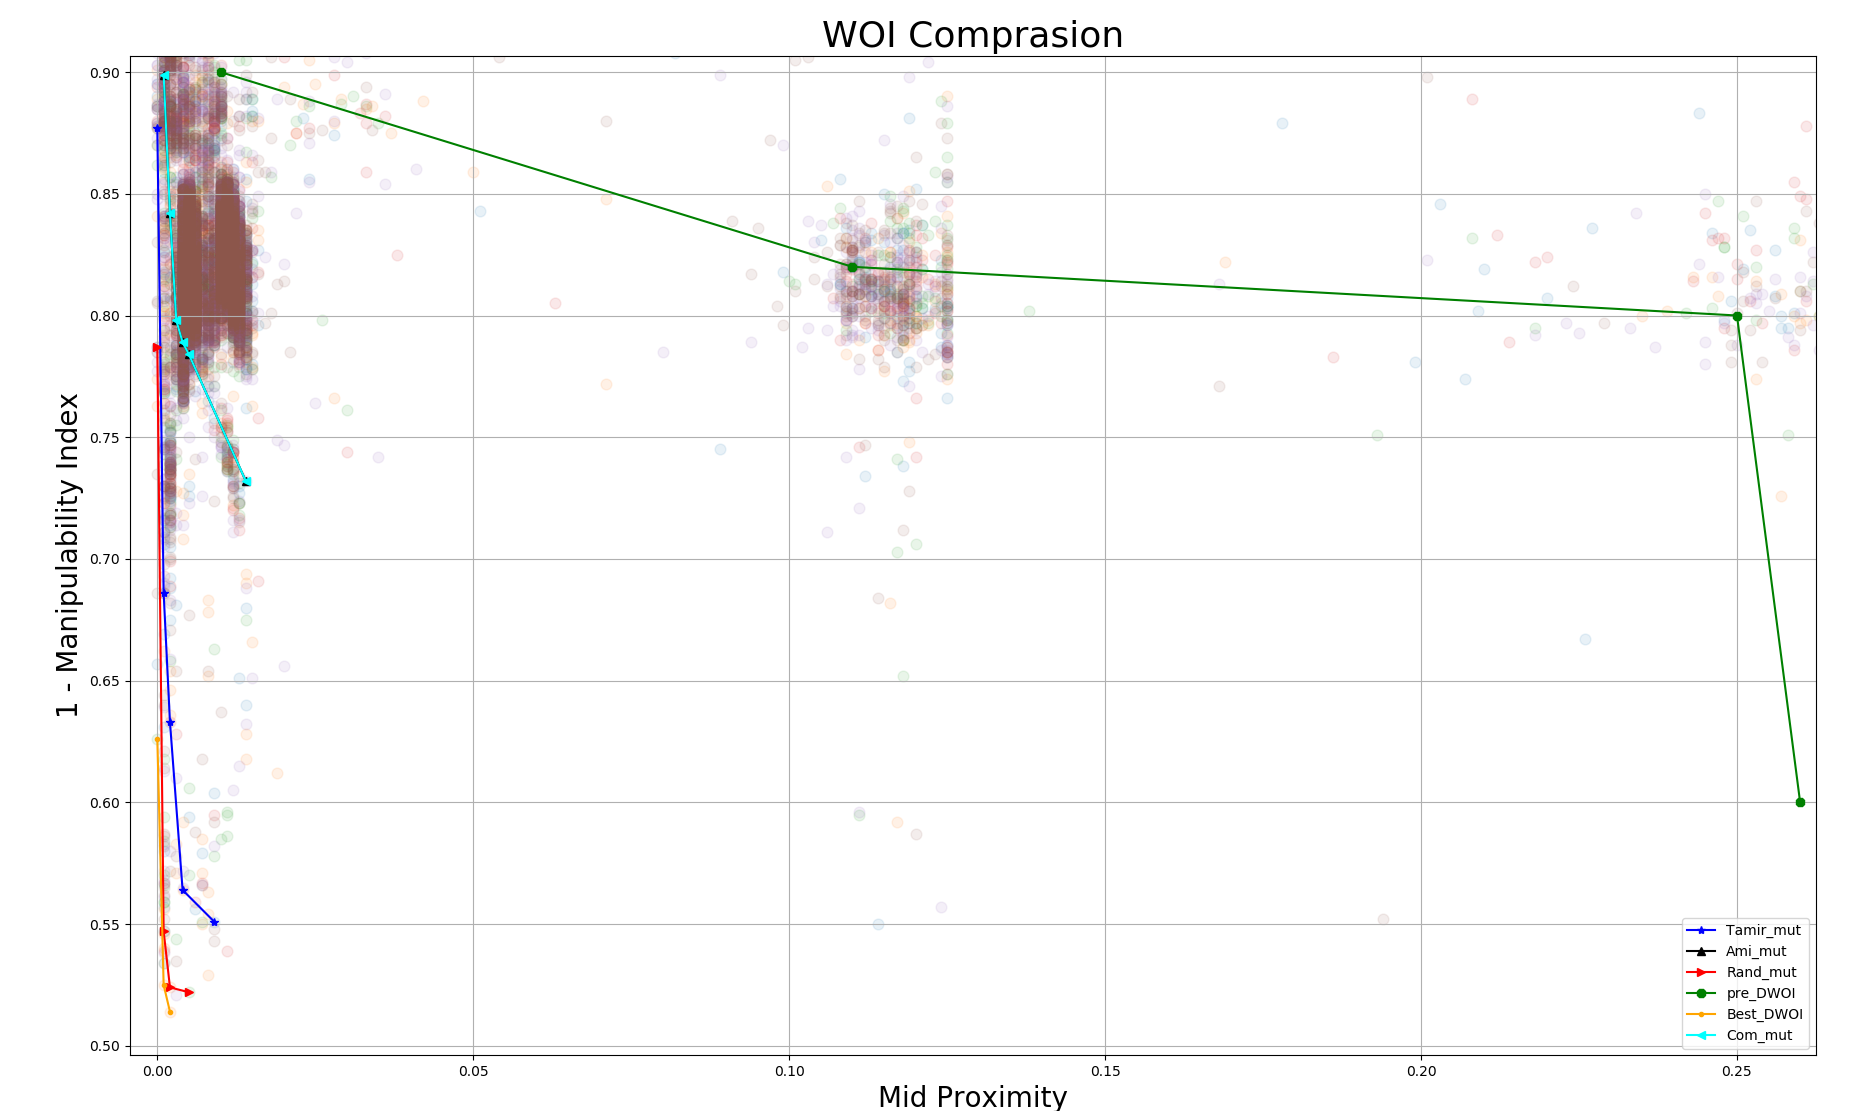 WOI Comprasion
1 - Manipulability Index
0.90
0.85
0.80
0.75
0.70
0.65
0.60
0.55
0.50
0.00
0.05
0.10
0.15
0.20
0.25
Mid Proximity
Tamir_mut
Ami_mut
Rand_mut
pre_DWOI
Best_DWOI
Com_mut